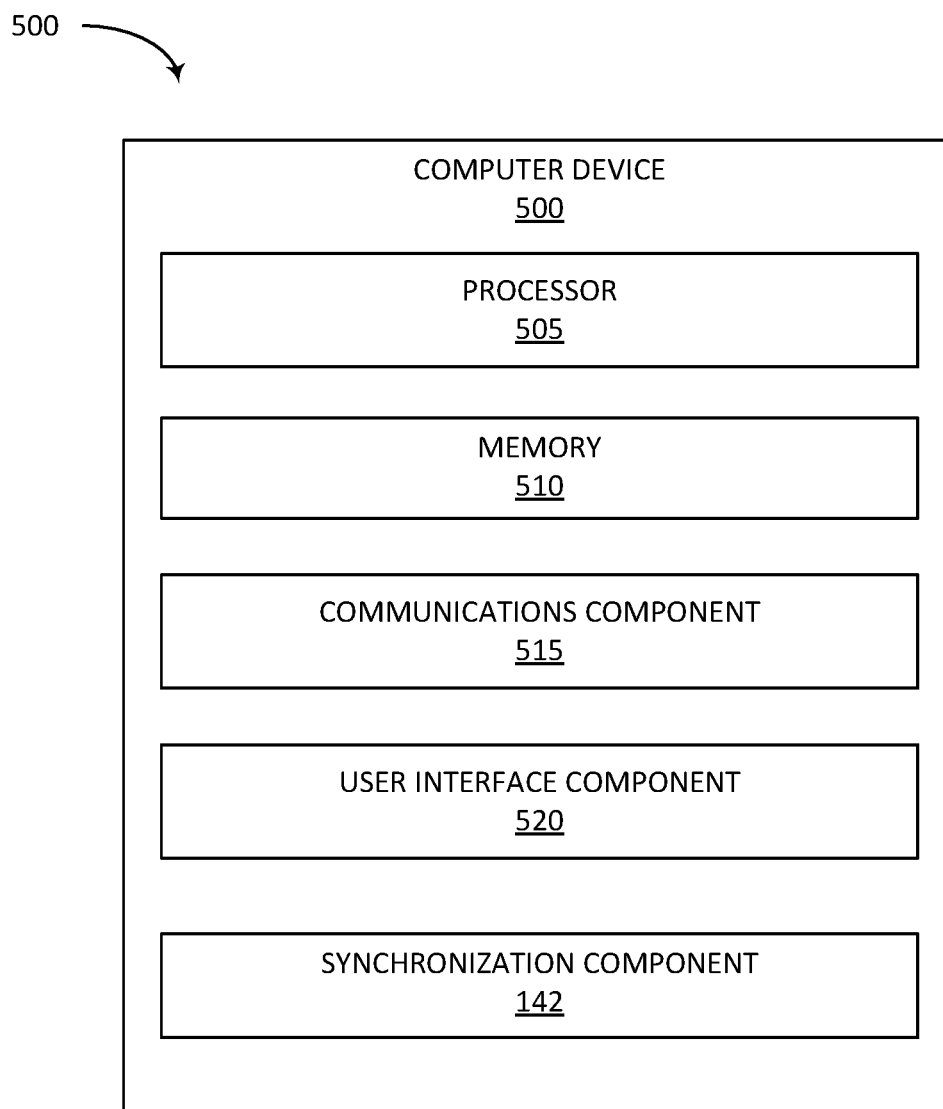 500
COMPUTER DEVICE
500
PROCESSOR
505
MEMORY
510
COMMUNICATIONS COMPONENT
515
USER INTERFACE COMPONENT
520
SYNCHRONIZATION COMPONENT
142